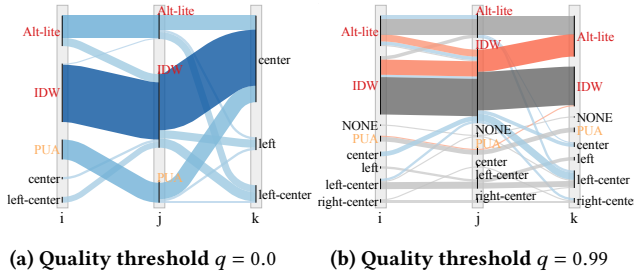 Alt-lite
Alt-lite
IDW
IDW
center
PUA
PUA
left
center
left-center
left-center
i
j
k
Alt-lite
Alt-lite
IDW
IDW
IDW
NONE
NONE
NONE
PUA
PUA
PUA
center
center
center
left
left
left-center
left-center
left-center
right-center
right-center
right-cente
i
j
k
(a) Quality threshold q = 0.0
(b) Quality threshold q = 0.99